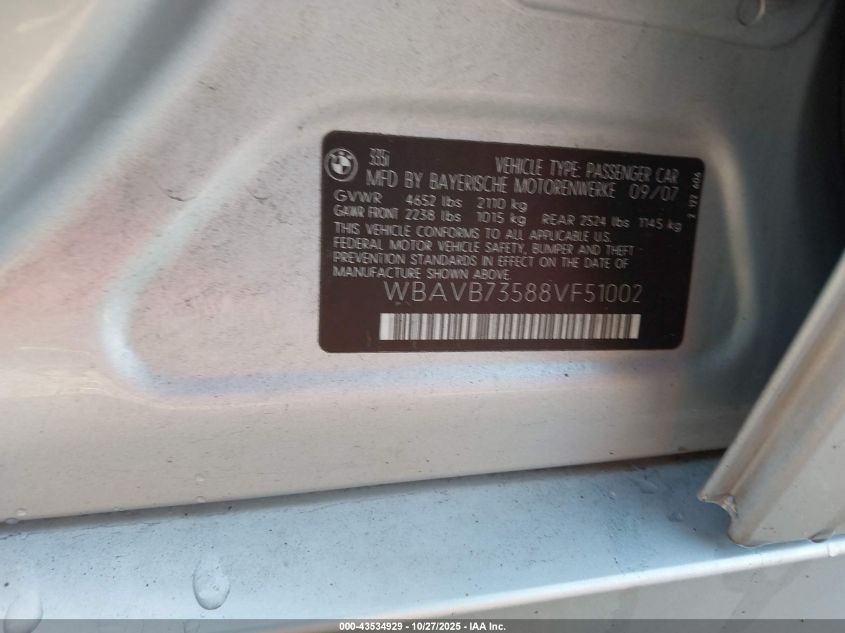 BMW
335i
VEHICLE TYPE: PASSENGER CAR
MFD BY BAYERISCHE MOTORENWERKE 09/07
GVWR 4652 lbs 2110 kg
GAWR FRONT 2238 lbs 1015 kg REAR 2524 lbs 1145 kg
THIS VEHICLE CONFORMS TO ALL APPLICABLE U.S.
FEDERAL MOTOR VEHICLE SAFETY, BUMPER AND THEFT
PREVENTION STANDARDS IN EFFECT ON THE DATE OF
MANUFACTURE SHOWN ABOVE.
WBAVB73588VF51002
000-43534929 - 10/27/2025 - IAA Inc.